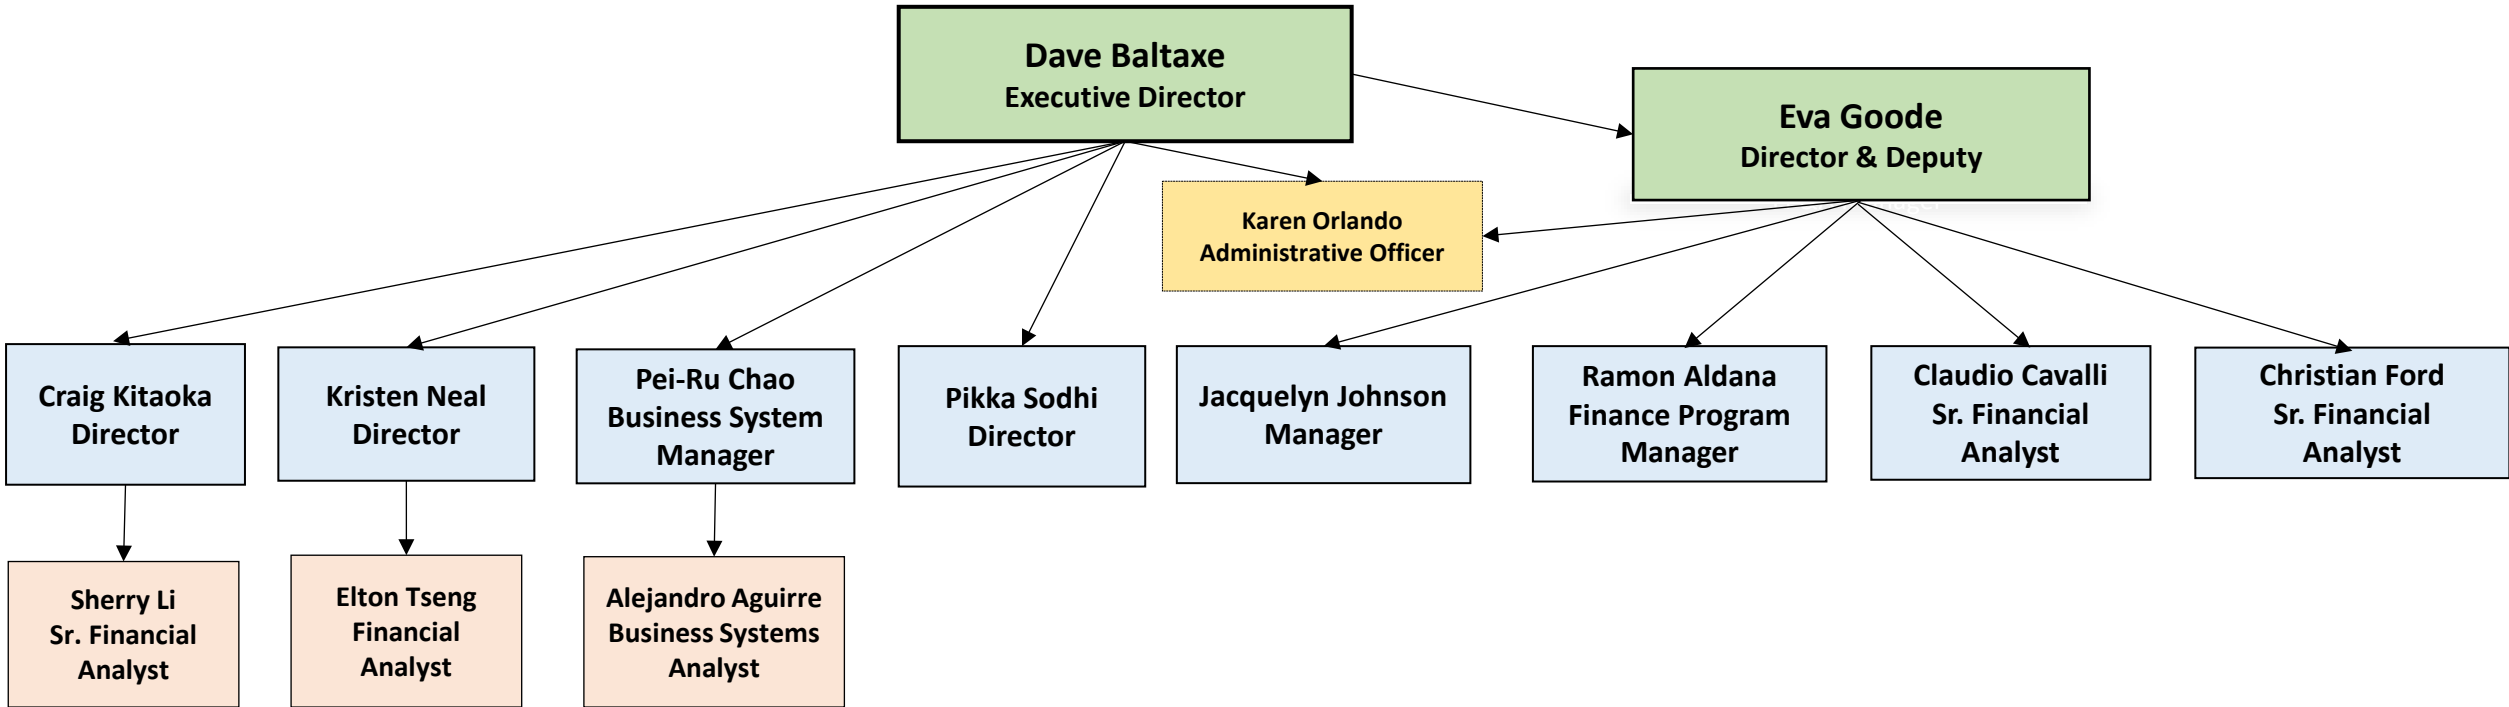 Dave Baltaxe
Executive Director
Eva Goode
Director & Deputy
Karen Orlando
Administrative Officer
Craig Kitaoka
Director
Kristen Neal
Director
Pei-Ru Chao
Business System
Manager
Pikka Sodhi
Director
Jacquelyn Johnson
Manager
Ramon Aldana
Finance Program
Manager
Claudio Cavalli
Sr. Financial
Analyst
Christian Ford
Sr. Financial
Analyst
Sherry Li
Sr. Financial
Analyst
Elton Tseng
Financial
Analyst
Alejandro Aguirre
Business Systems
Analyst